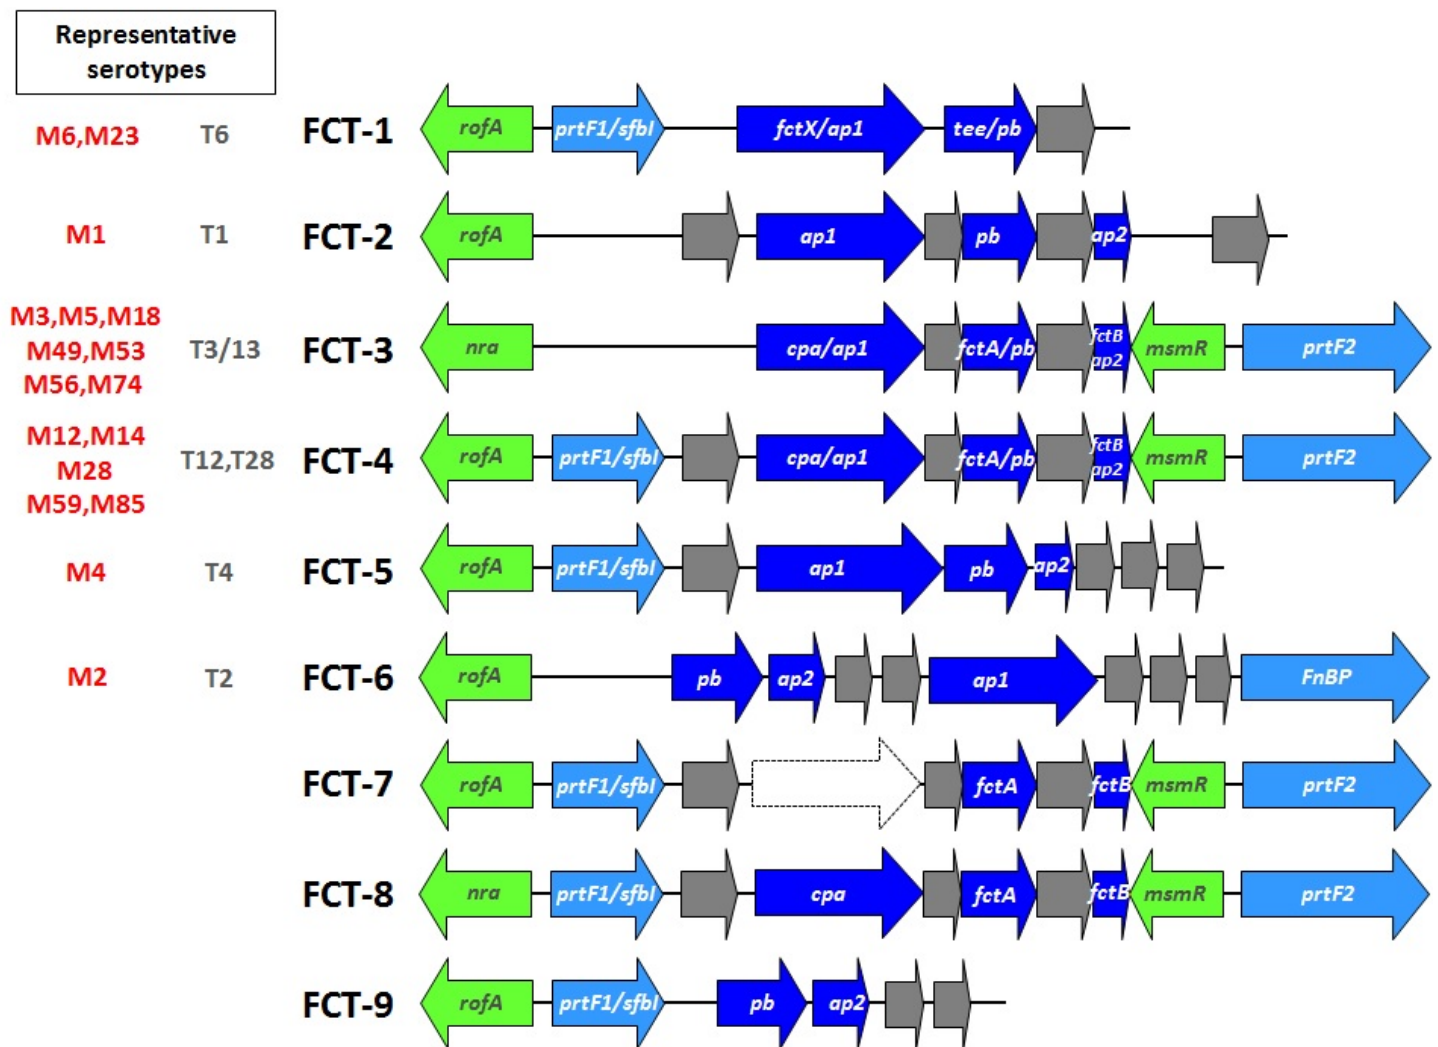 Representative
serotypes
M6,M23 T6 FCT-1 rofA prtF1/sfbI fctX/ap1 tee/pb
M1 T1 FCT-2 rofA ap1 pb ap2
M3,M5,M18
M49,M53
M56,M74
T3/13 FCT-3 nra cpa/ap1 fctA/pb fctB
ap2
msmR prtF2
M12,M14
M28
M59,M85
T12,T28 FCT-4 rofA prtF1/sfbI cpa/ap1 fctA/pb fctB
ap2
msmR prtF2
M4 T4 FCT-5 rofA prtF1/sfbI ap1 pb ap2
M2 T2 FCT-6 rofA pb ap2 ap1 FnBP
FCT-7 rofA prtF1/sfbI fctA fctB msmR prtF2
FCT-8 nra prtF1/sfbI cpa fctA fctB msmR prtF2
FCT-9 rofA prtF1/sfbI pb ap2